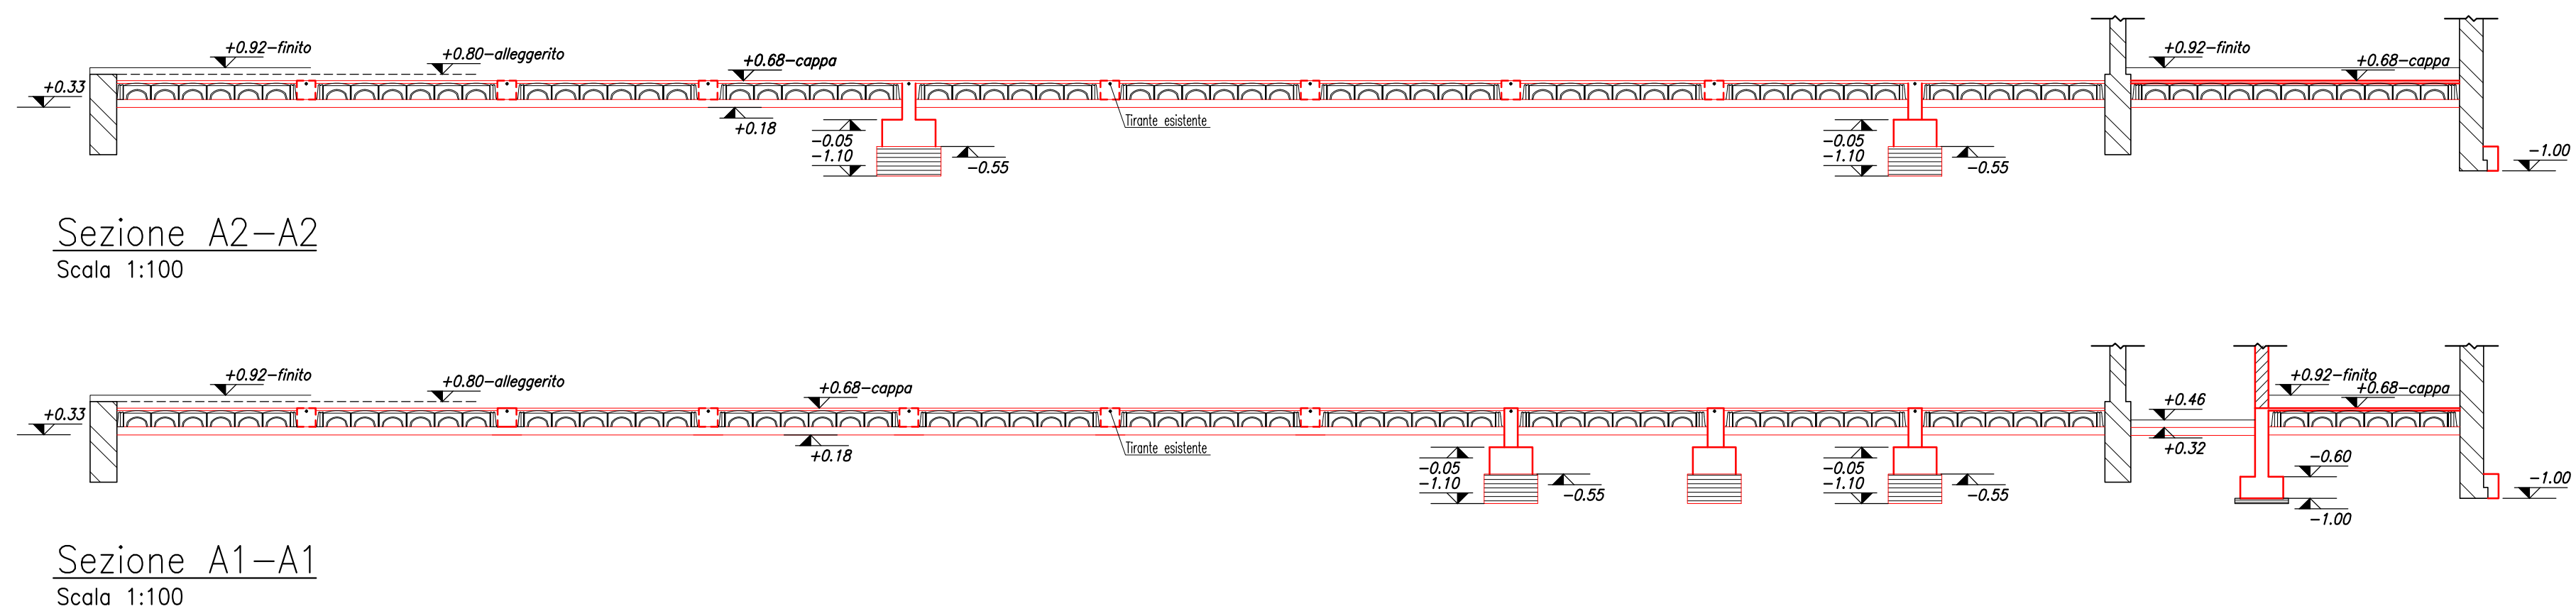 +0.92-finito
+0.80-alleggerito
+0.68-cappa
+0.92-finito
+0.68-cappa
+0.33
+0.18
Tirante esistente
-0.05
-1.10
-0.55
-0.05
-1.10
-0.55
-1.00
Sezione A2-A2
Scala 1:100
+0.92-finito
+0.80-alleggerito
+0.68-cappa
+0.92-finito
+0.68-cappa
+0.33
+0.46
+0.18
Tirante esistente
+0.32
-0.05
-1.10
-0.55
-0.05
-1.10
-0.55
-0.60
-1.00
-1.00
Sezione A1-A1
Scala 1:100